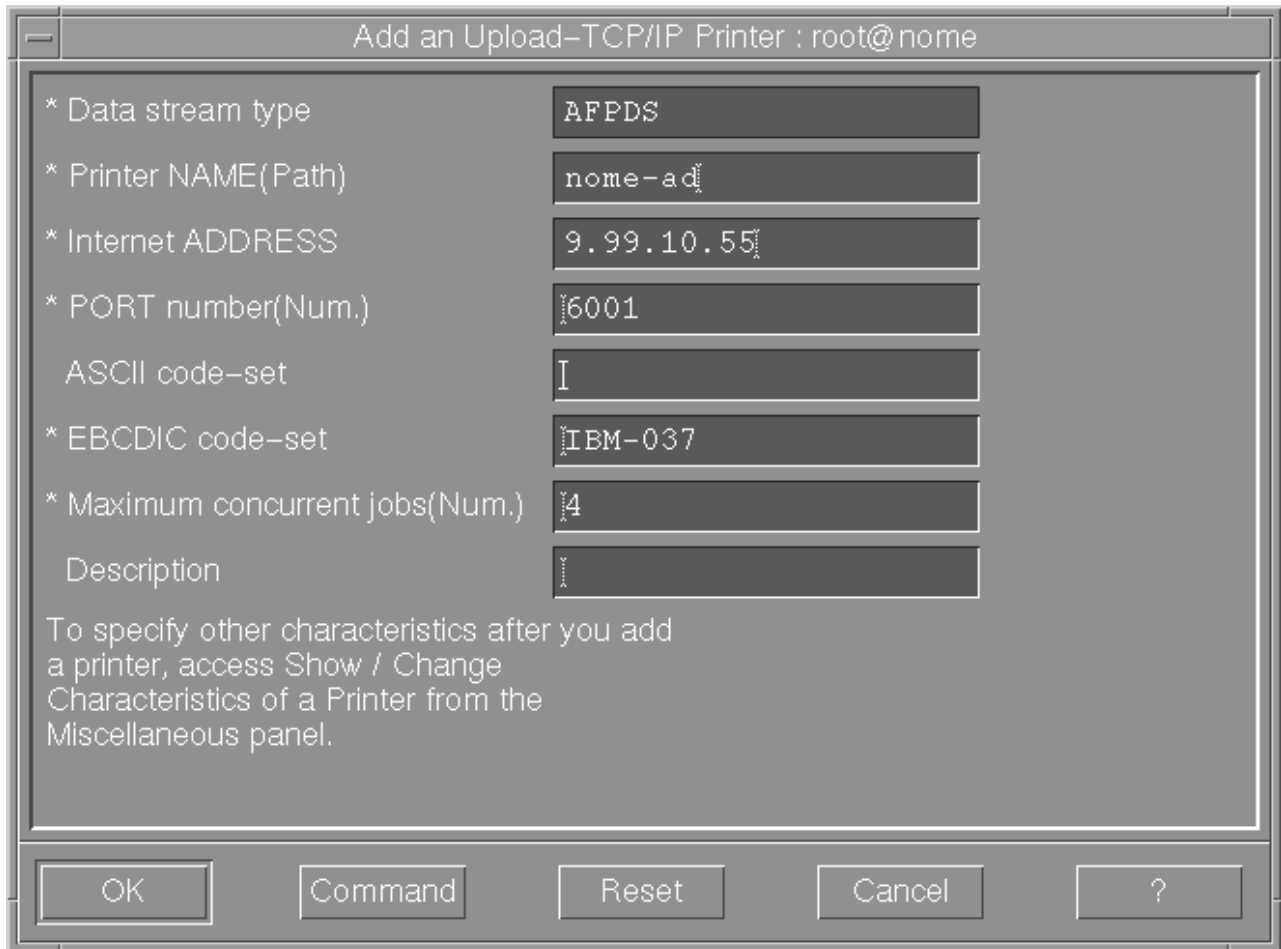 Add an Upload-TCP/IP Printer : root@nome
* Data stream type AFPDS
* Printer NAME(Path) nome-ad
* Internet ADDRESS 9.99.10.55
* PORT number(Num.) 6001
ASCII code-set
* EBCDIC code-set IBM-037
* Maximum concurrent jobs(Num.) 4
Description
To specify other characteristics after you add
a printer, access Show / Change
Characteristics of a Printer from the
Miscellaneous panel.
OK Command Reset Cancel ?